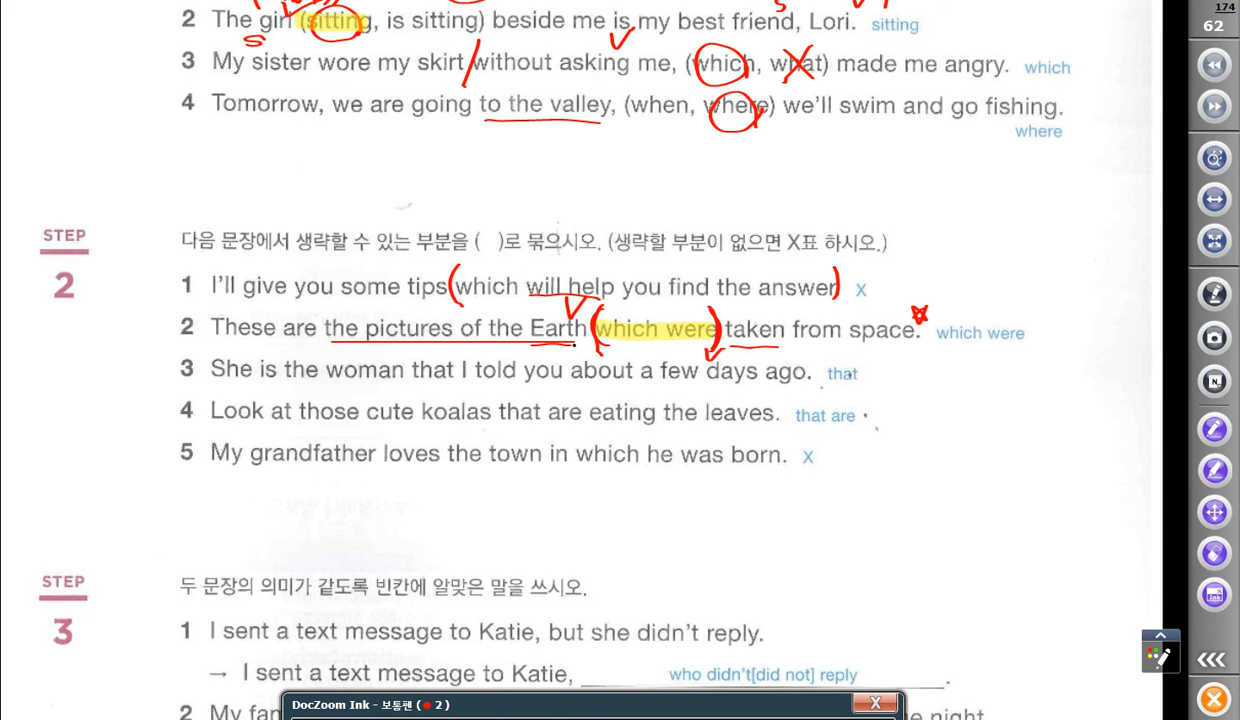 174
62
2 The girl (sitting, is sitting) beside me is my best friend, Lori. sitting
S
S
3 My sister wore my skirt without asking me, (which, what) made me angry. which
4 Tomorrow, we are going to the valley, (when, where) we'll swim and go fishing.
where
STEP
2
다음 문장에서 생략할 수 있는 부분을 ( )로 묶으시오. (생략할 부분이 없으면 X표 하시오.)
1 I'll give you some tips (which will help you find the answer) x
2 These are the pictures of the Earth (which were) taken from space. which were
3 She is the woman that I told you about a few days ago. that
4 Look at those cute koalas that are eating the leaves. that are
5 My grandfather loves the town in which he was born. x
STEP
3
두 문장의 의미가 같도록 빈칸에 알맞은 말을 쓰시오.
1 I sent a text message to Katie, but she didn't reply.
→ I sent a text message to Katie, who didn't[did not] reply.
DocZoom Ink - 보통펜 ( 2 )
X
2 My
night